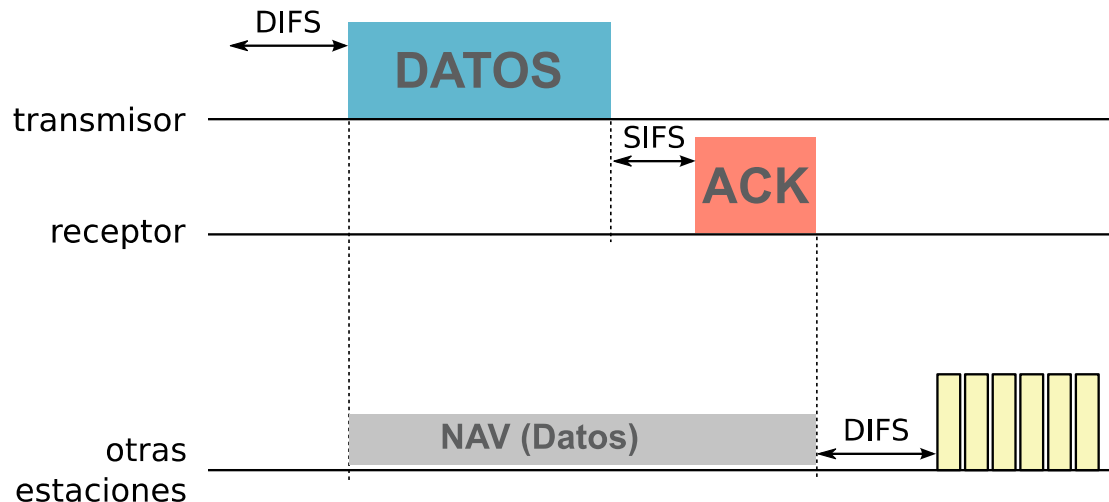 DIFS
DATOS
transmisor
SIFS
ACK
receptor
NAV (Datos)
DIFS
otras
estaciones